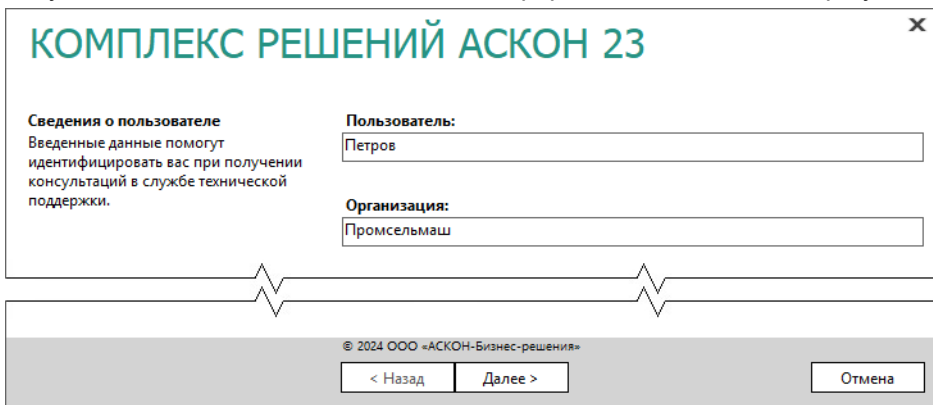 КОМПЛЕКС РЕШЕНИЙ АСКОН 23
×
Сведения о пользователе
Введенные данные помогут
идентифицировать вас при получении
консультаций в службе технической
поддержки.
Пользователь:
Петров
Организация:
Промсельмаш
© 2024 ООО «АСКОН-Бизнес-решения»
< Назад
Далее >
Отмена